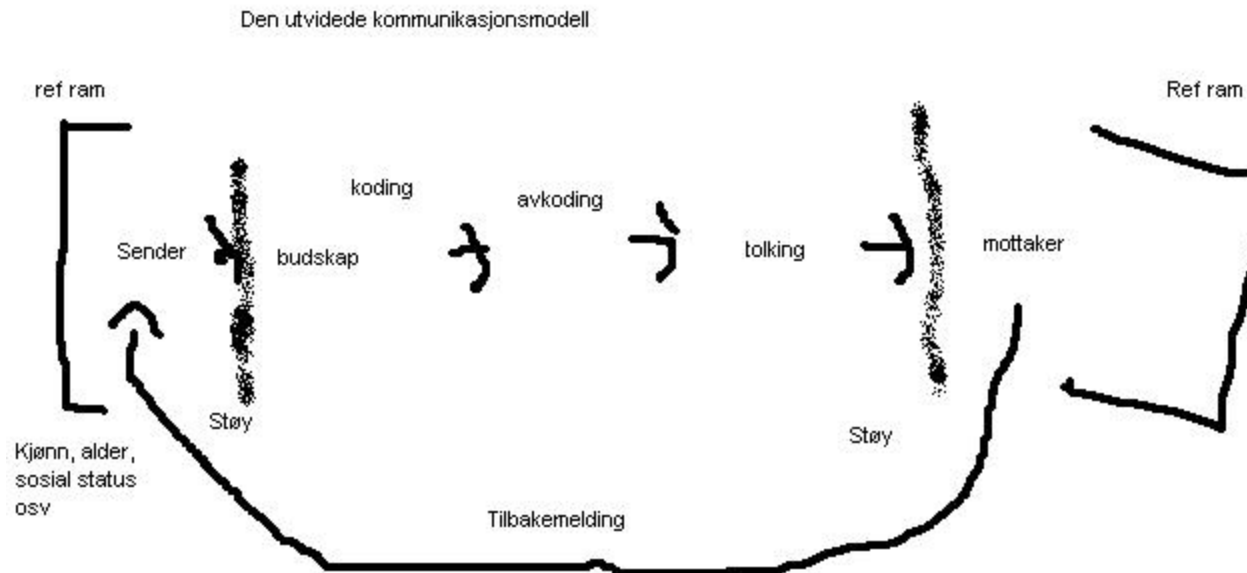 Den utvidede kommunikasjonsmodell
ref ram
Ref ram
koding
avkoding
Sender
budskap
tolking
mottaker
Støy
Støy
Kjønn, alder,
sosial status
osv
Tilbakemelding